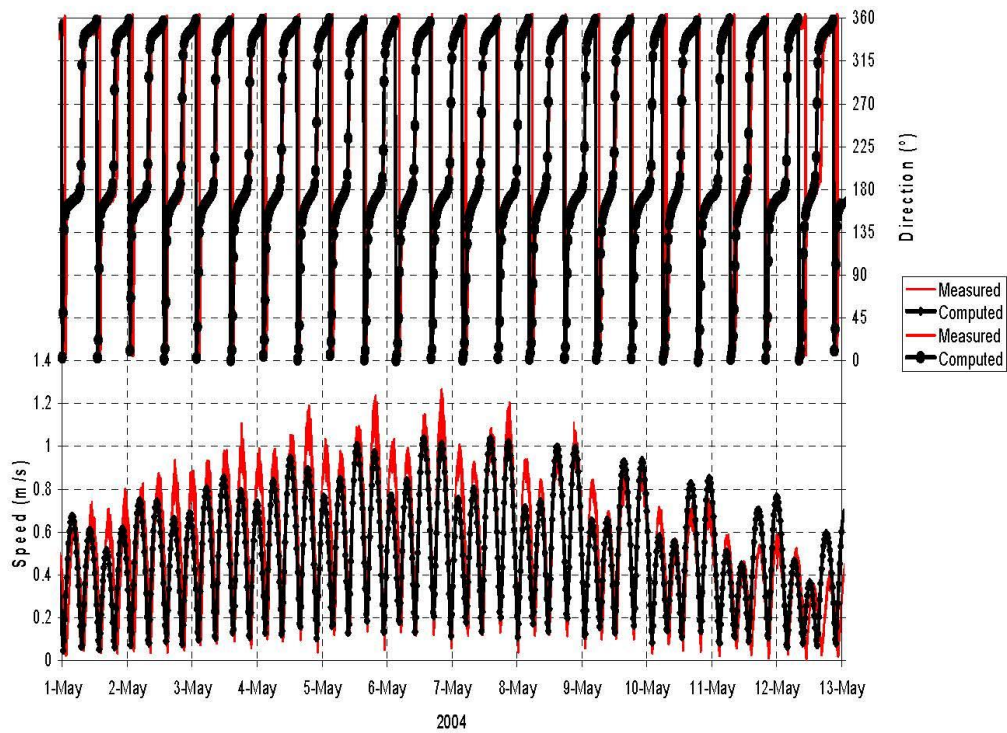 360
315
270
225
180
135
90
45
0
Direction (°)
1.4
1.2
1
0.8
0.6
0.4
0.2
0
Speed (m/s)
1-May 2-May 3-May 4-May 5-May 6-May 7-May 8-May 9-May 10-May 11-May 12-May 13-May
2004
Measured
Computed
Measured
Computed